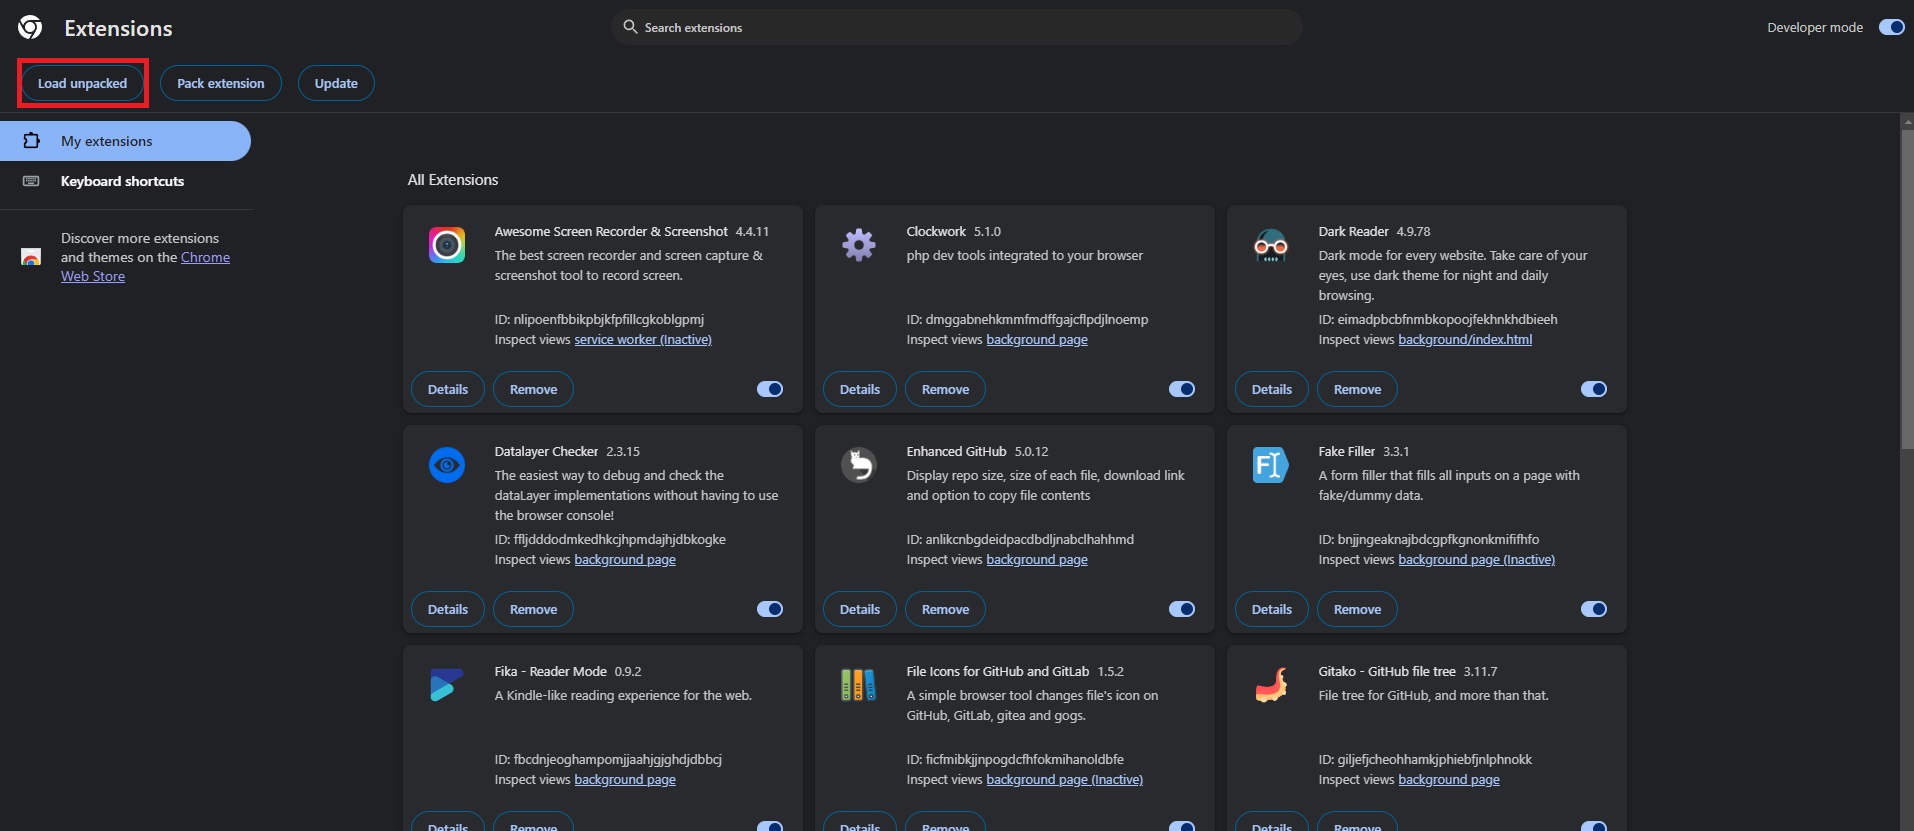 Extensions
Search extensions
Developer mode
Load unpacked
Pack extension
Update
My extensions
Keyboard shortcuts
Discover more extensions
and themes on the Chrome
Web Store
All Extensions
Awesome Screen Recorder & Screenshot 4.4.11
The best screen recorder and screen capture &
screenshot tool to record screen.
ID: nlipoenfbbikpbjkfpfillcgkoblgpmj
Inspect views service worker (Inactive)
Details
Remove
Clockwork 5.1.0
php dev tools integrated to your browser
ID: dmggabnehkmmfmdffgajcflpdjlnoemp
Inspect views background page
Details
Remove
Dark Reader 4.9.78
Dark mode for every website. Take care of your
eyes, use dark theme for night and daily
browsing.
ID: eimadpbcbfnmbkopoojfekhnkhdbieeh
Inspect views background/index.html
Details
Remove
Datalayer Checker 2.3.15
The easiest way to debug and check the
dataLayer implementations without having to use
the browser console!
ID: ffljdddodmkedhkcjhpmdajhjdbkogke
Inspect views background page
Details
Remove
Enhanced GitHub 5.0.12
Display repo size, size of each file, download link
and option to copy file contents
ID: anlikcnbgdeidpacdbdljnabclhahhmd
Inspect views background page
Details
Remove
Fake Filler 3.3.1
A form filler that fills all inputs on a page with
fake/dummy data.
ID: bnjjngeaknajbdcgpfkgnonkmififhfo
Inspect views background page (Inactive)
Details
Remove
Fika - Reader Mode 0.9.2
A Kindle-like reading experience for the web.
ID: fbcdnjeoghampomjjaahjgjghdjdbbcj
Inspect views background page
Details
Remove
File Icons for GitHub and GitLab 1.5.2
A simple browser tool changes file's icon on
GitHub, GitLab, gitea and gogs.
ID: ficfmibkjjnpogdcfhfokmihanoldbfe
Inspect views background page (Inactive)
Details
Remove
Gitako - GitHub file tree 3.11.7
File tree for GitHub, and more than that.
ID: giljefjcheohhamkjphiebfjnlphnokk
Inspect views background page
Details
Remove